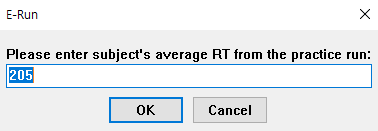 E-Run
Please enter subject's average RT from the practice run:
205
OK Cancel